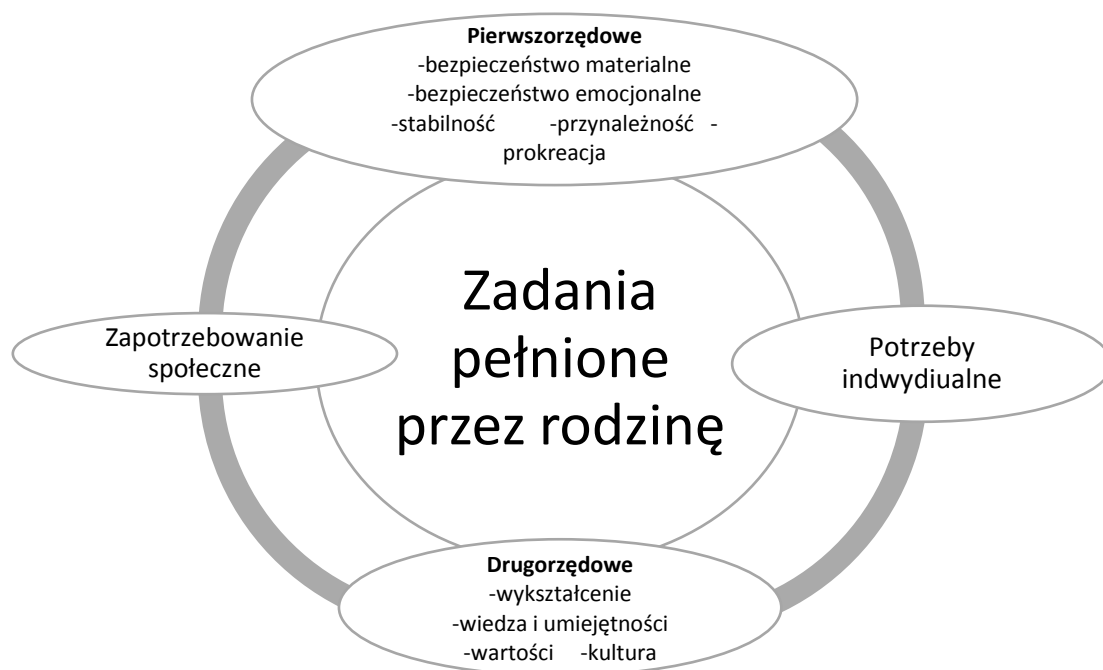 Pierwszorzędowe
-bezpieczeństwo materialne
-bezpieczeństwo emocjonalne
-stabilność -przynależność -
prokreacja
Zadania
pełnione
przez rodzinę
Zapotrzebowanie
społeczne
Potrzeby
indwydiualne
Drugorzędowe
-wykształcenie
-wiedza i umiejętności
-wartości -kultura